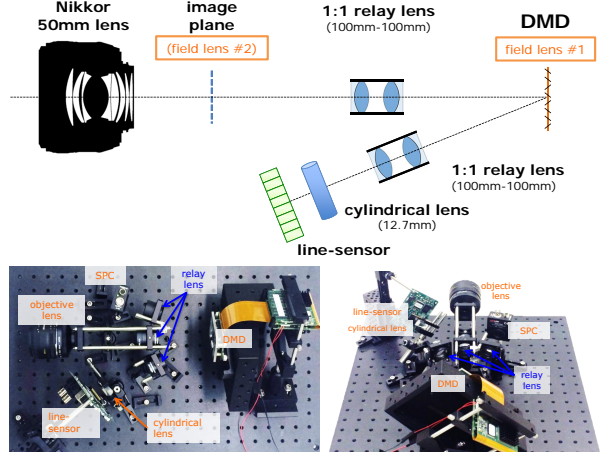 Nikkor
50mm lens
image
plane
(field lens #2)
1:1 relay lens
(100mm-100mm)
DMD
field lens #1
1:1 relay lens
(100mm-100mm)
cylindrical lens
(12.7mm)
line-sensor
SPC
relay
lens
objective
lens
DMD
line-
sensor
cylindrical
lens
objective
lens
line-sensor
cylindrical lens
SPC
relay
lens
DMD